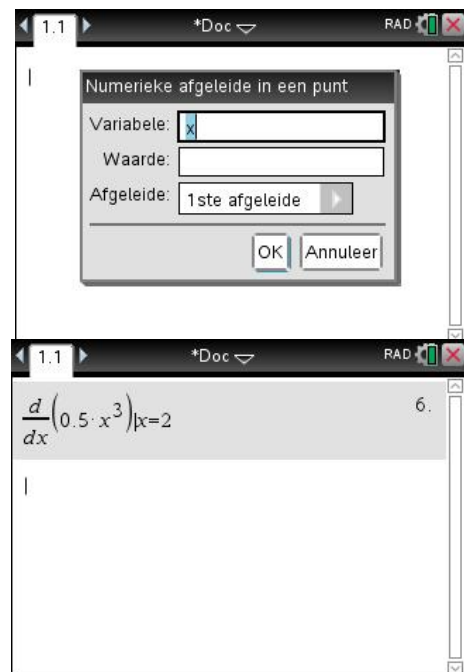 1.1 *Doc RAD
Numerieke afgeleide in een punt
Variabele: x
Waarde:
Afgeleide: 1ste afgeleide
OK Annuleer
1.1 *Doc RAD
d/dx(0.5·x³)|x=2 6.